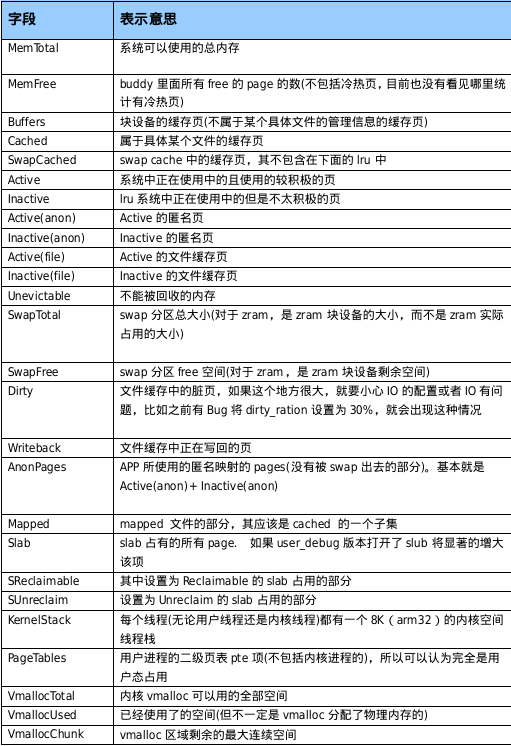 字段 表示意思
MemTotal 系统可以使用的总内存
MemFree buddy 里面所有 free 的 page 的数(不包括冷热页,目前也没有看见哪里统
计有冷热页)
Buffers 块设备的缓存页(不属于某个具体文件的管理信息的缓存页)
Cached 属于具体某个文件的缓存页
SwapCached swap cache 中的缓存页，其不包含在下面的 lru 中
Active 系统中正在使用中的且使用的较积极的页
Inactive lru 系统中正在使用中的但是不太积极的页
Active(anon) Active 的匿名页
Inactive(anon) Inactive 的匿名页
Active(file) Active 的文件缓存页
Inactive(file) Inactive 的文件缓存页
Unevictable 不能被回收的内存
SwapTotal swap 分区总大小(对于 zram，是 zram 块设备的大小，而不是 zram 实际
占用的大小)
SwapFree swap 分区 free 空间(对于 zram，是 zram 块设备剩余空间)
Dirty 文件缓存中的脏页，如果这个地方很大，就要小心 IO 的配置或者 IO 有问
题，比如之前有 Bug 将 dirty_ration 设置为 30%，就会出现这种情况
Writeback 文件缓存中正在写回的页
AnonPages APP 所使用的匿名映射的 pages(没有被 swap 出去的部分)。基本就是
Active(anon)+ Inactive(anon)
Mapped mapped 文件的部分，其应该是 cached 的一个子集
Slab slab 占有的所有 page. 如果 user_debug 版本打开了 slub 将显著的增大
该项
SReclaimable 其中设置为 Reclaimable 的 slab 占用的部分
SUnreclaim 设置为 Unreclaim 的 slab 占用的部分
KernelStack 每个线程(无论用户线程还是内核线程)都有一个 8K（arm32）的内核空间
线程栈
PageTables 用户进程的二级页表 pte 项(不包括内核进程的)，所以可以认为完全是用
户态占用
VmallocTotal 内核 vmalloc 可以用的全部空间
VmallocUsed 已经使用了的空间(但不一定是 vmalloc 分配了物理内存的)
VmallocChunk vmalloc 区域剩余的最大连续空间